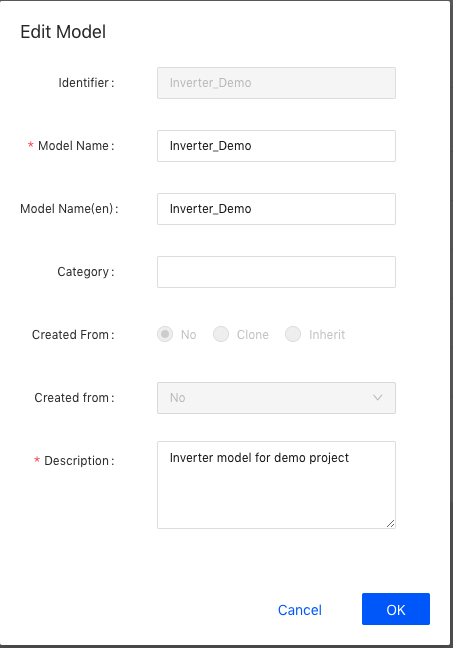 Edit Model
Identifier: Inverter_Demo
* Model Name: Inverter_Demo
Model Name(en): Inverter_Demo
Category:
Created From: No Clone Inherit
Created from: No
* Description: Inverter model for demo project
Cancel OK